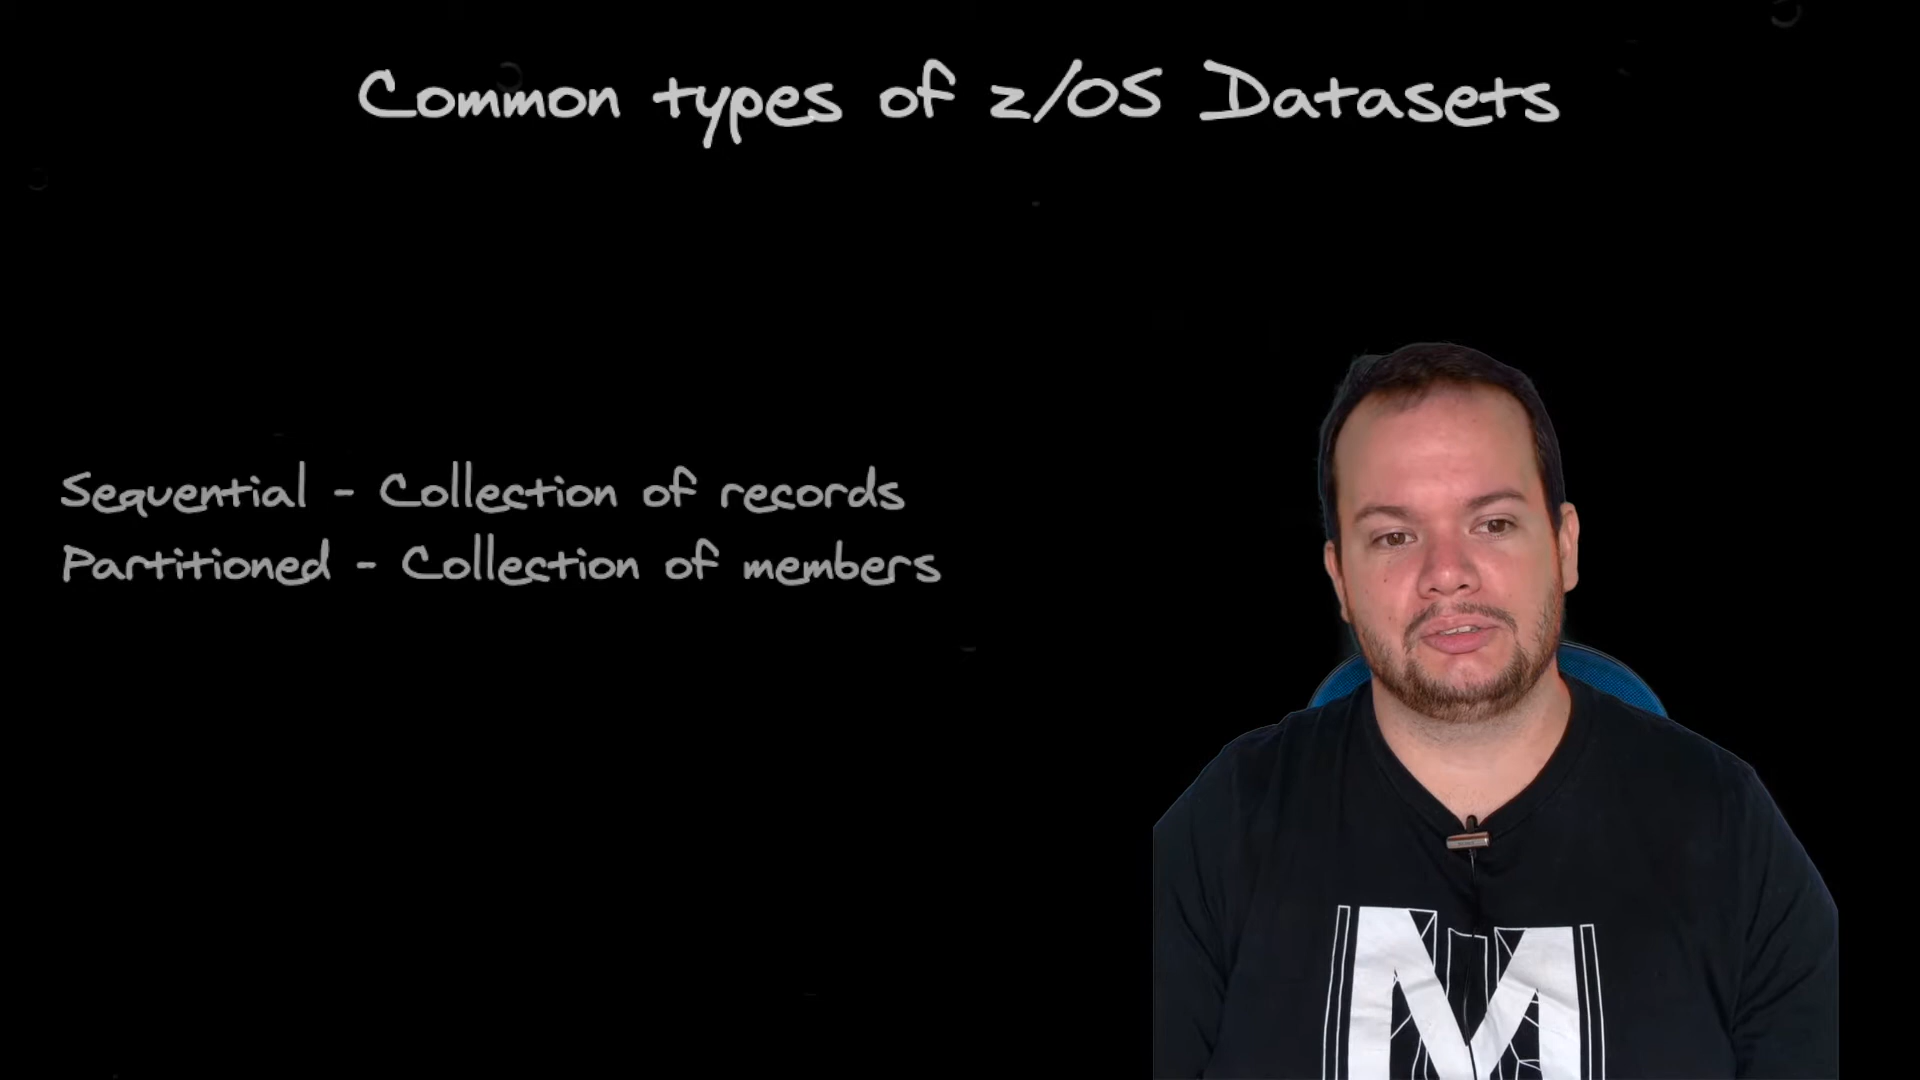 Common types of z/OS Datasets
Sequential - Collection of records
Partitioned - Collection of members
M